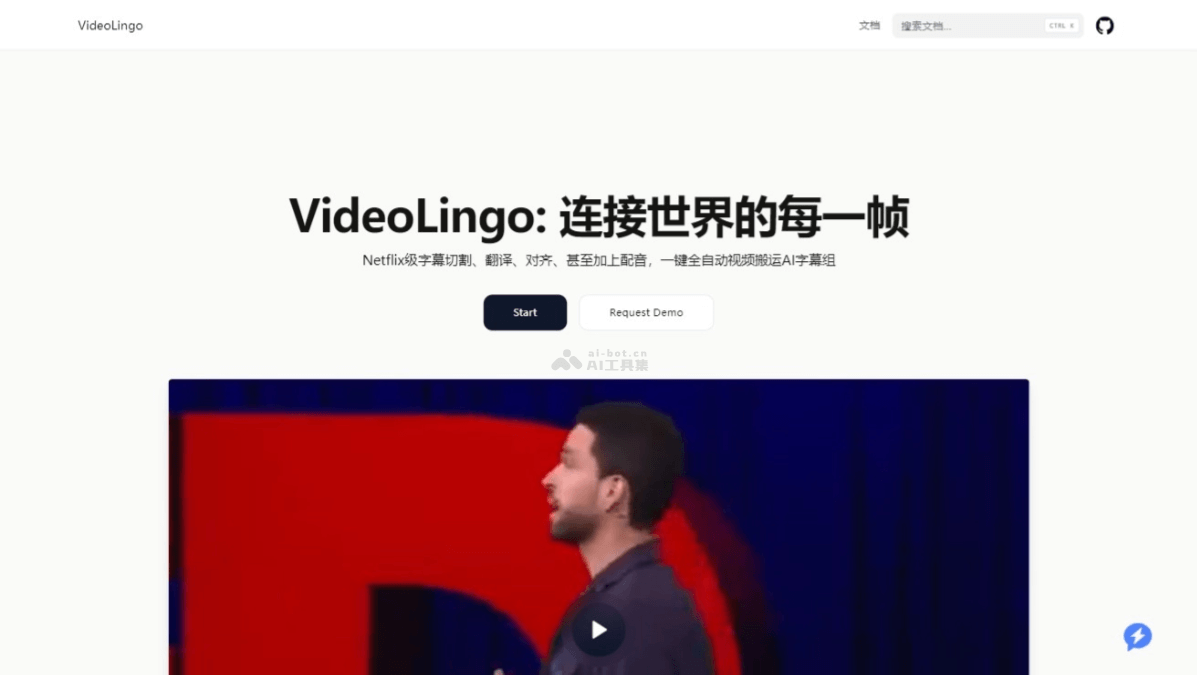 VideoLingo
文档
搜索文档...
CTRL K
VideoLingo: 连接世界的每一帧
Netflix级字幕切割、翻译、对齐、甚至加上配音，一键全自动视频搬运AI字幕组
Start
Request Demo
ai-bot.cn
AI工具集